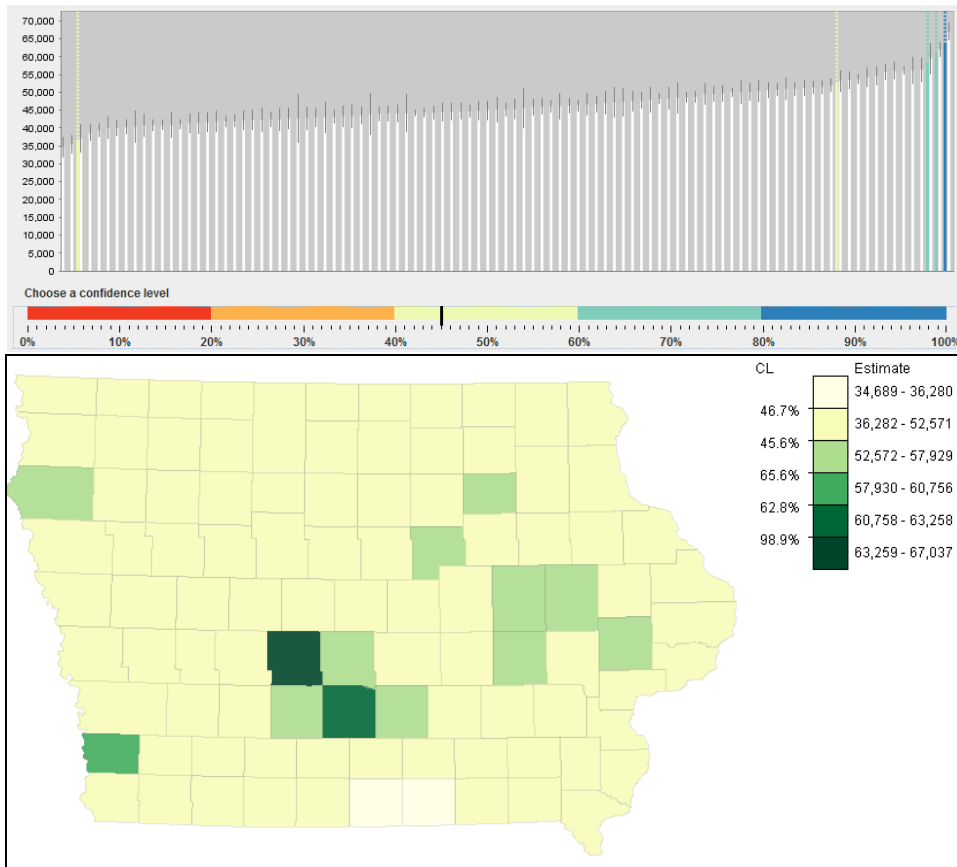 70,000
65,000
60,000
55,000
50,000
45,000
40,000
35,000
30,000
25,000
20,000
15,000
10,000
5,000
0
Choose a confidence level
0% 10% 20% 30% 40% 50% 60% 70% 80% 90% 100%
CL Estimate
34,689 - 36,280
46.7%
36,282 - 52,571
45.6%
52,572 - 57,929
65.6%
57,930 - 60,756
62.8%
60,758 - 63,258
98.9%
63,259 - 67,037